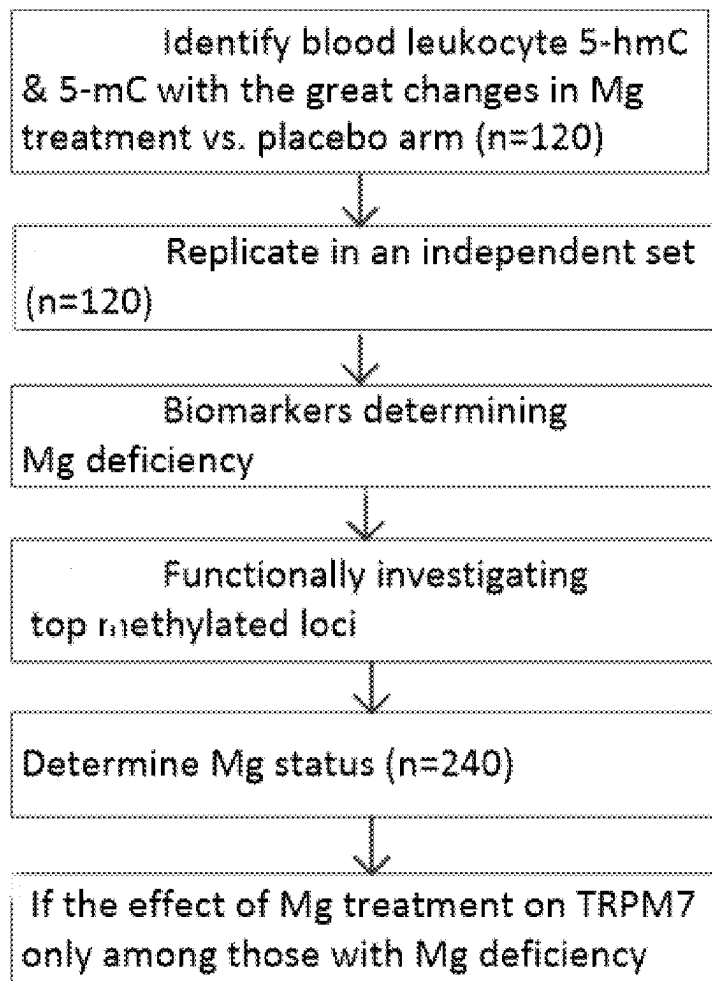 Identify blood leukocyte 5-hmC
& 5-mC with the great changes in Mg
treatment vs. placebo arm (n=120)
Replicate in an independent set
(n=120)
Biomarkers determining
Mg deficiency
Functionally investigating
top methylated loci
Determine Mg status (n=240)
If the effect of Mg treatment on TRPM7
only among those with Mg deficiency